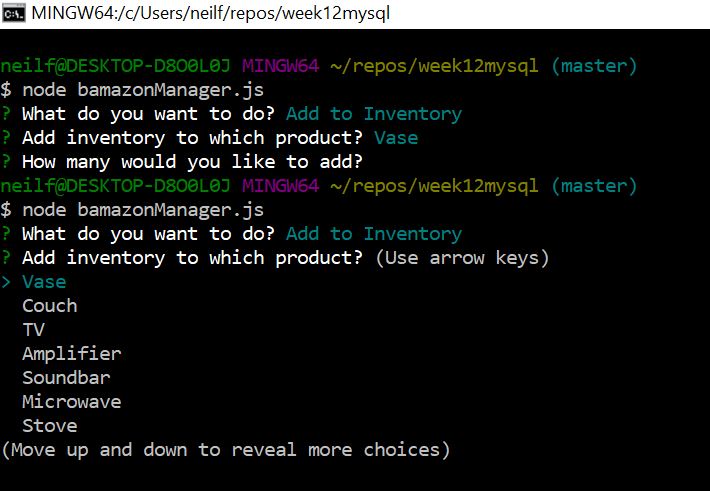 MINGW64:/c/Users/neilf/repos/week12mysql
neilf@DESKTOP-D8O0L0J MINGW64 ~/repos/week12mysql (master)
$ node bamazonManager.js
? What do you want to do? Add to Inventory
? Add inventory to which product? Vase
? How many would you like to add?
neilf@DESKTOP-D8O0L0J MINGW64 ~/repos/week12mysql (master)
$ node bamazonManager.js
? What do you want to do? Add to Inventory
? Add inventory to which product? (Use arrow keys)
> Vase
Couch
TV
Amplifier
Soundbar
Microwave
Stove
(Move up and down to reveal more choices)